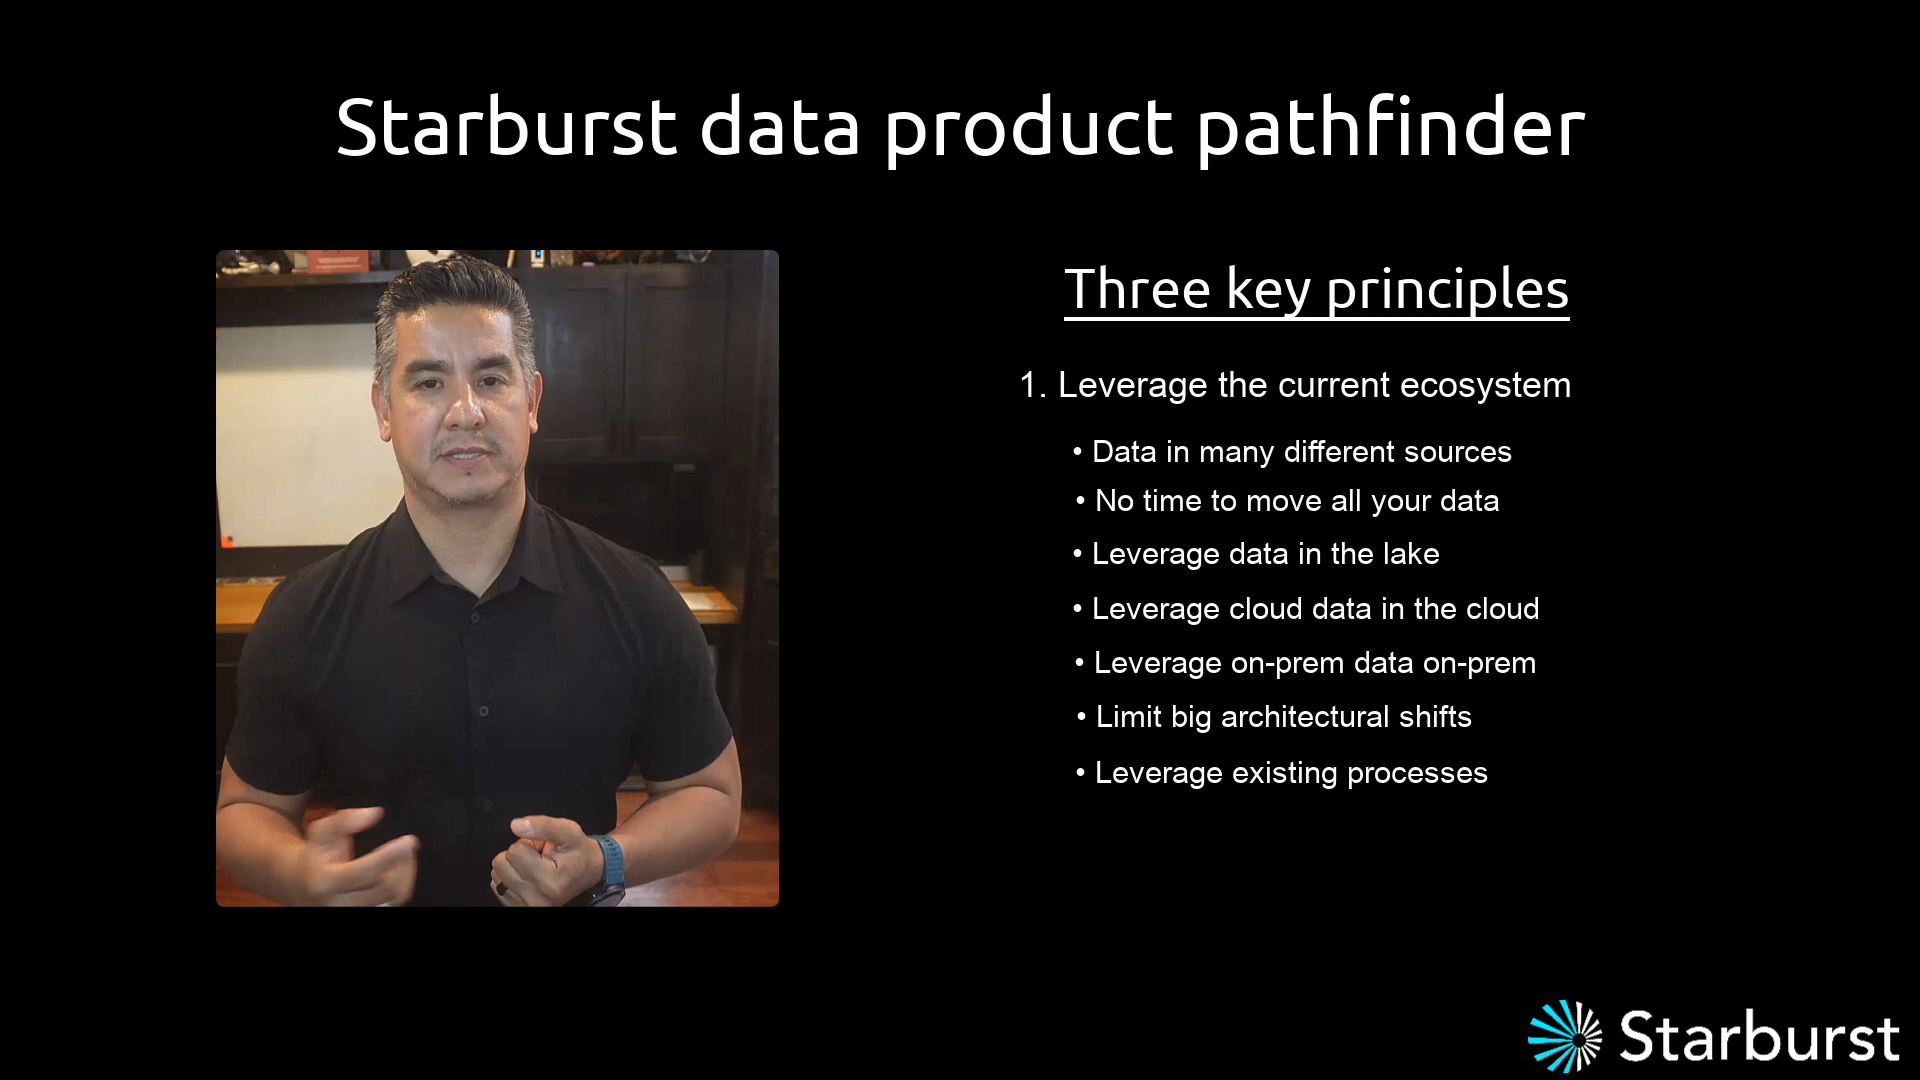 Starburst data product pathfinder
Three key principles
1. Leverage the current ecosystem
• Data in many different sources
• No time to move all your data
• Leverage data in the lake
• Leverage cloud data in the cloud
• Leverage on-prem data on-prem
• Limit big architectural shifts
• Leverage existing processes
Starburst